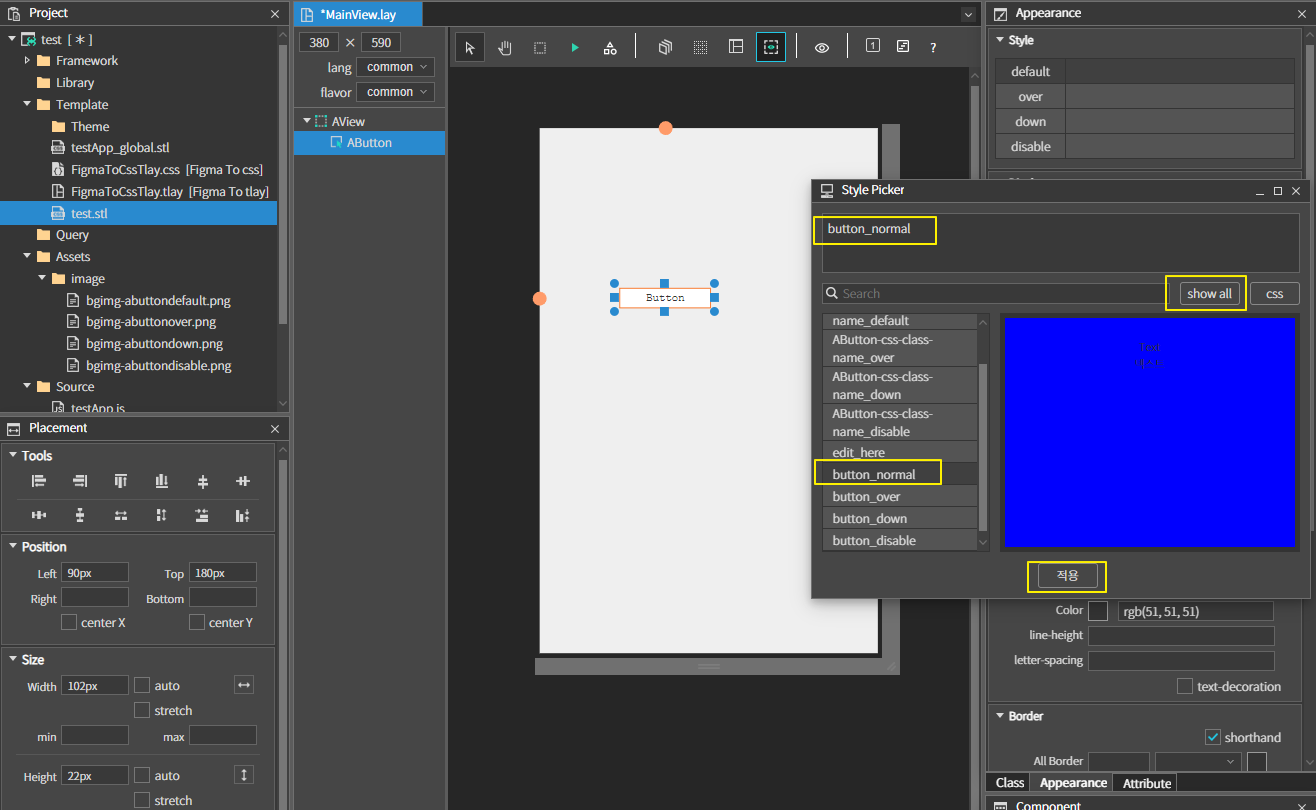 Project
test [ * ]
Framework
Library
Template
Theme
testApp_global.stl
FigmaToCssTlay.css [Figma To css]
FigmaToCssTlay.tlay [Figma To tlay]
test.stl
Query
Assets
image
bgimg-abuttondefault.png
bgimg-abuttonover.png
bgimg-abuttondown.png
bgimg-abuttondisable.png
Source
testApp.js
Placement
Tools
Position
Left 90px Top 180px
Right Bottom
center X center Y
Size
Width 102px auto
stretch
min max
Height 22px auto
stretch
*MainView.lay
380 × 590
lang common
flavor common
AView
AButton
1 ?
Button
Appearance
Style
default
over
down
disable
Style Picker
button_normal
Search
show all
css
name_default
AButton-css-class-
name_over
AButton-css-class-
name_down
AButton-css-class-
name_disable
edit_here
button_normal
button_over
button_down
button_disable
Text
적용
Color rgb(51, 51, 51)
line-height
letter-spacing
text-decoration
Border
shorthand
All Border
Class Appearance Attribute
Component